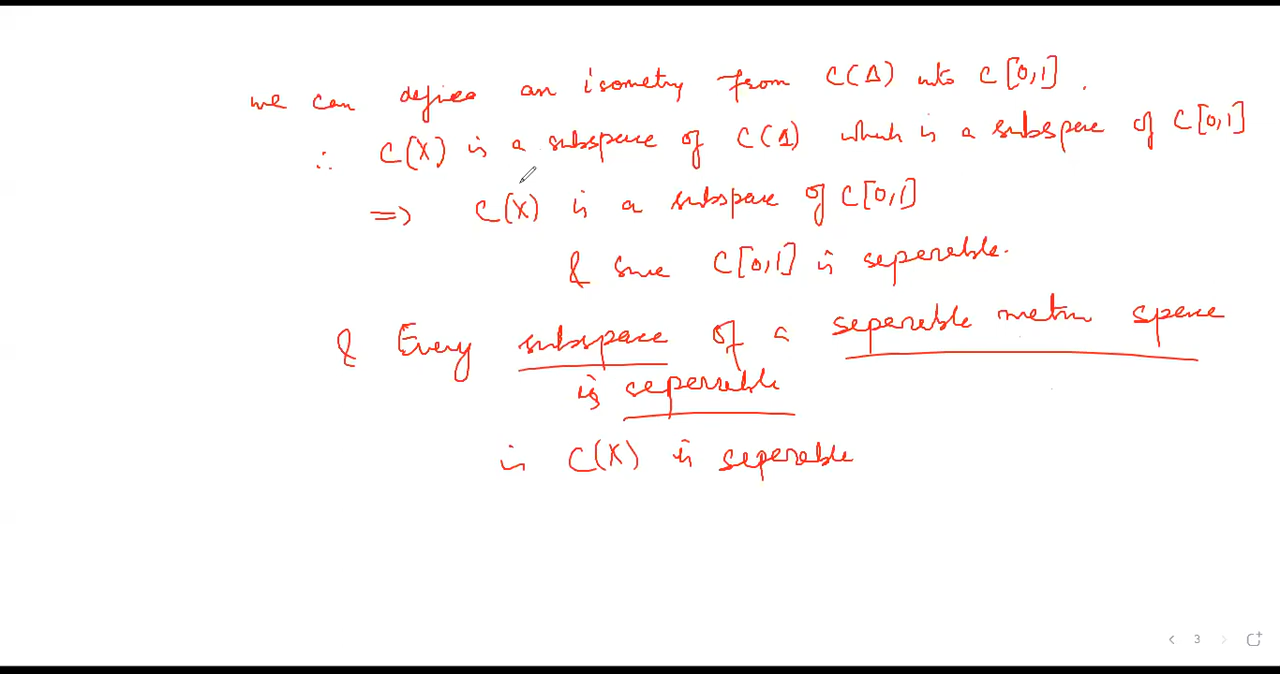 we can define an isometry from C(Δ) into C[0,1].
∴ C(X) is a subspace of C(Δ) which is a subspace of C[0,1]
=> C(X) is a subspace of C[0,1]
& since C[0,1] is seperable.
& Every subspace of a seperable metric space
is seperable
is C(X) is seperable
3